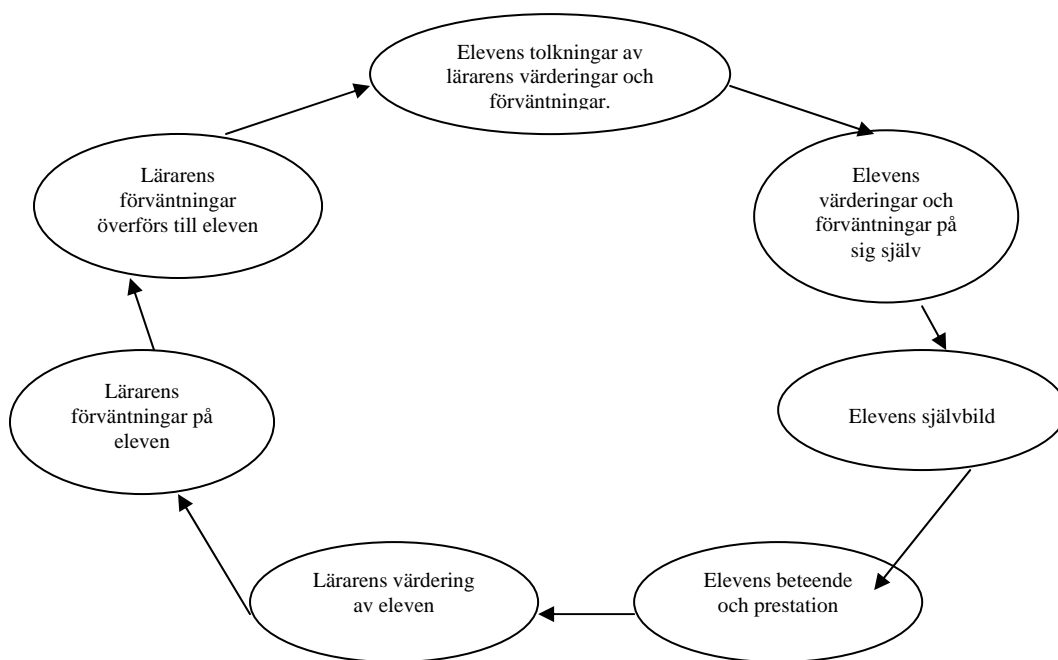 Elevens tolkningar av
lärarens värderingar och
förväntningar.
Elevens
värderingar och
förväntningar på
sig själv
Elevens självbild
Elevens beteende
och prestation
Lärarens värdering
av eleven
Lärarens
förväntningar på
eleven
Lärarens
förväntningar
överförs till eleven